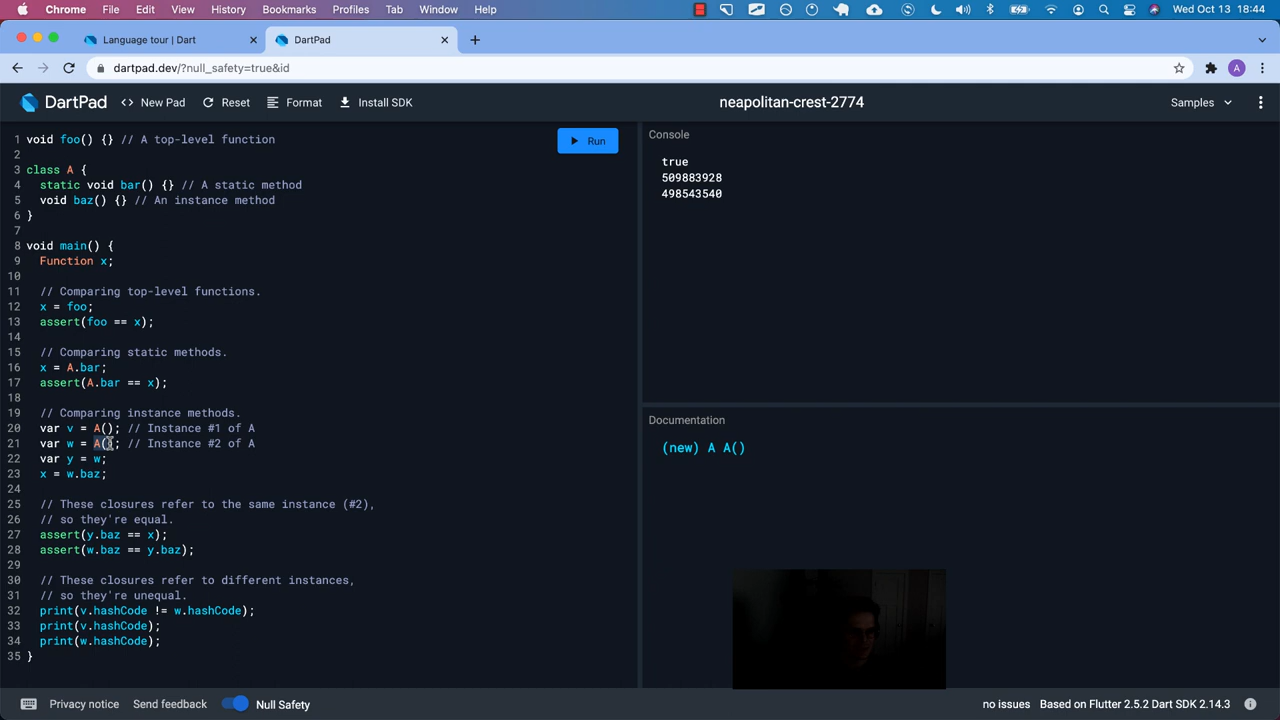 Chrome File Edit View History Bookmarks Profiles Tab Window Help Wed Oct 13 18:44
Language tour | Dart
DartPad
dartpad.dev/?null_safety=true&id
A
DartPad
<> New Pad
Reset
Format
Install SDK
neapolitan-crest-2774
Samples
1 void foo() {} // A top-level function
2
3 class A {
4 static void bar() {} // A static method
5 void baz() {} // An instance method
6 }
7
8 void main() {
9 Function x;
10
11 // Comparing top-level functions.
12 x = foo;
13 assert(foo == x);
14
15 // Comparing static methods.
16 x = A.bar;
17 assert(A.bar == x);
18
19 // Comparing instance methods.
20 var v = A(); // Instance #1 of A
21 var w = A(); // Instance #2 of A
22 var y = w;
23 x = w.baz;
24
25 // These closures refer to the same instance (#2),
26 // so they're equal.
27 assert(y.baz == x);
28 assert(w.baz == y.baz);
29
30 // These closures refer to different instances,
31 // so they're unequal.
32 print(v.hashCode != w.hashCode);
33 print(v.hashCode);
34 print(w.hashCode);
35 }
Run
Console
true
509883928
498543540
Documentation
(new) A A()
Privacy notice
Send feedback
Null Safety
no issues
Based on Flutter 2.5.2 Dart SDK 2.14.3